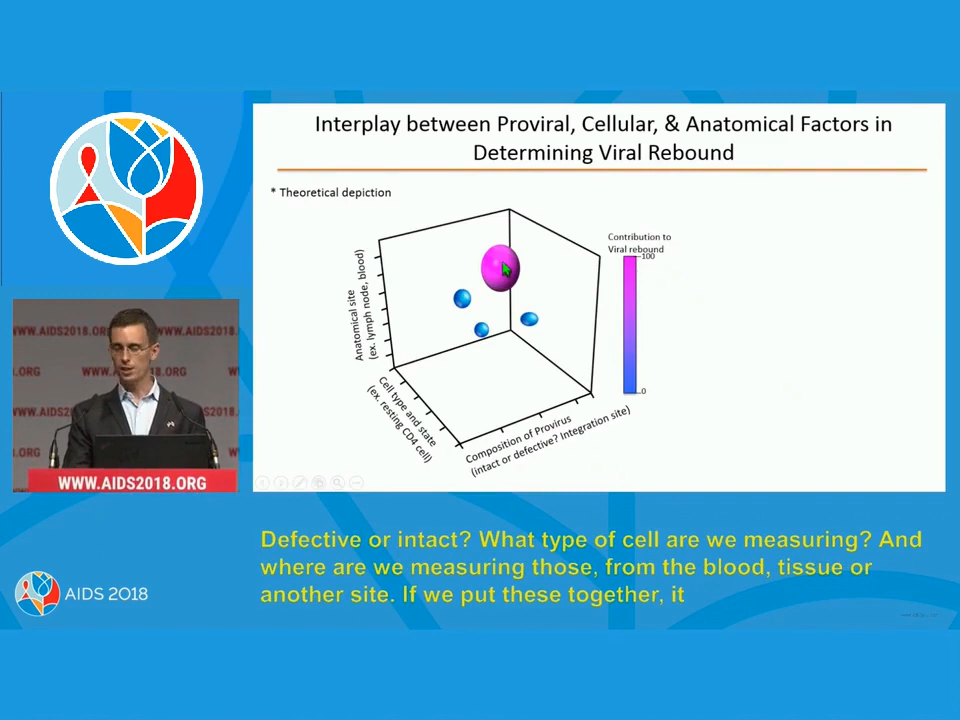 Interplay between Proviral, Cellular, & Anatomical Factors in
Determining Viral Rebound
* Theoretical depiction
Contribution to
Viral rebound
100
0
Anatomical site
(ex. lymph node, blood)
Cell type and state
(ex. resting CD4 cell)
Composition of Provirus
(intact or defective? Integration site)
WWW.AIDS2018.ORG
WWW.AIDS2018.ORG
Defective or intact? What type of cell are we measuring? And
where are we measuring those, from the blood, tissue or
another site. If we put these together, it
AIDS 2018